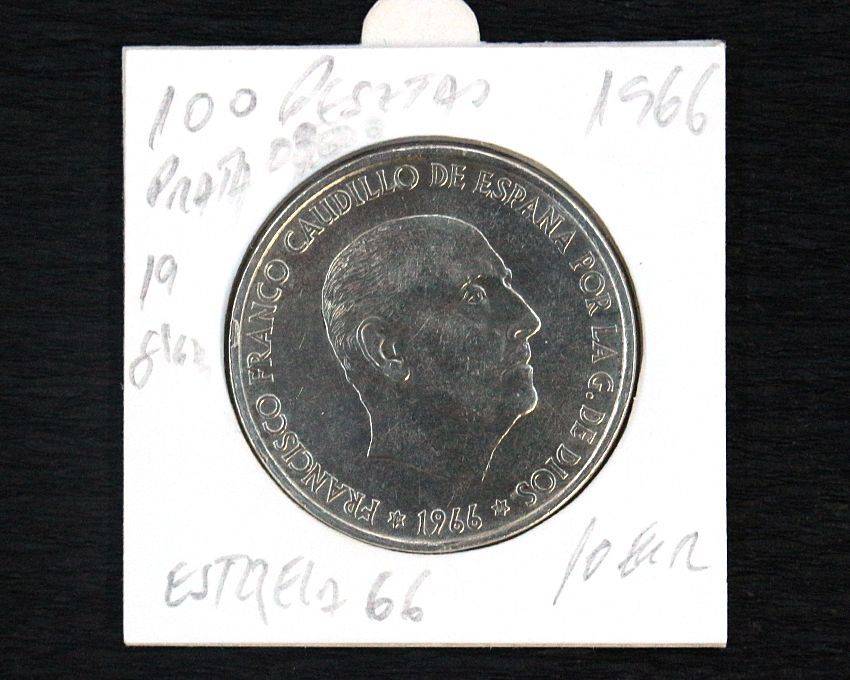 100 PESETAS 1966
PRATA
19
FRANCISCO FRANCO CAUDILLO DE ESPAÑA POR LA G. DE DIOS
* 1966 *
10 EUR
ESTRELA 66